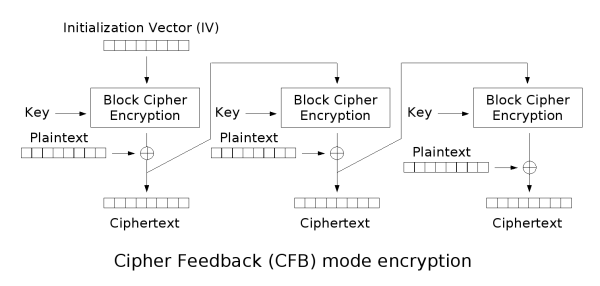 Initialization Vector (IV)
Block Cipher
Encryption
Block Cipher
Encryption
Block Cipher
Encryption
Key
Key
Key
Plaintext
Plaintext
Plaintext
Ciphertext
Ciphertext
Ciphertext
Cipher Feedback (CFB) mode encryption